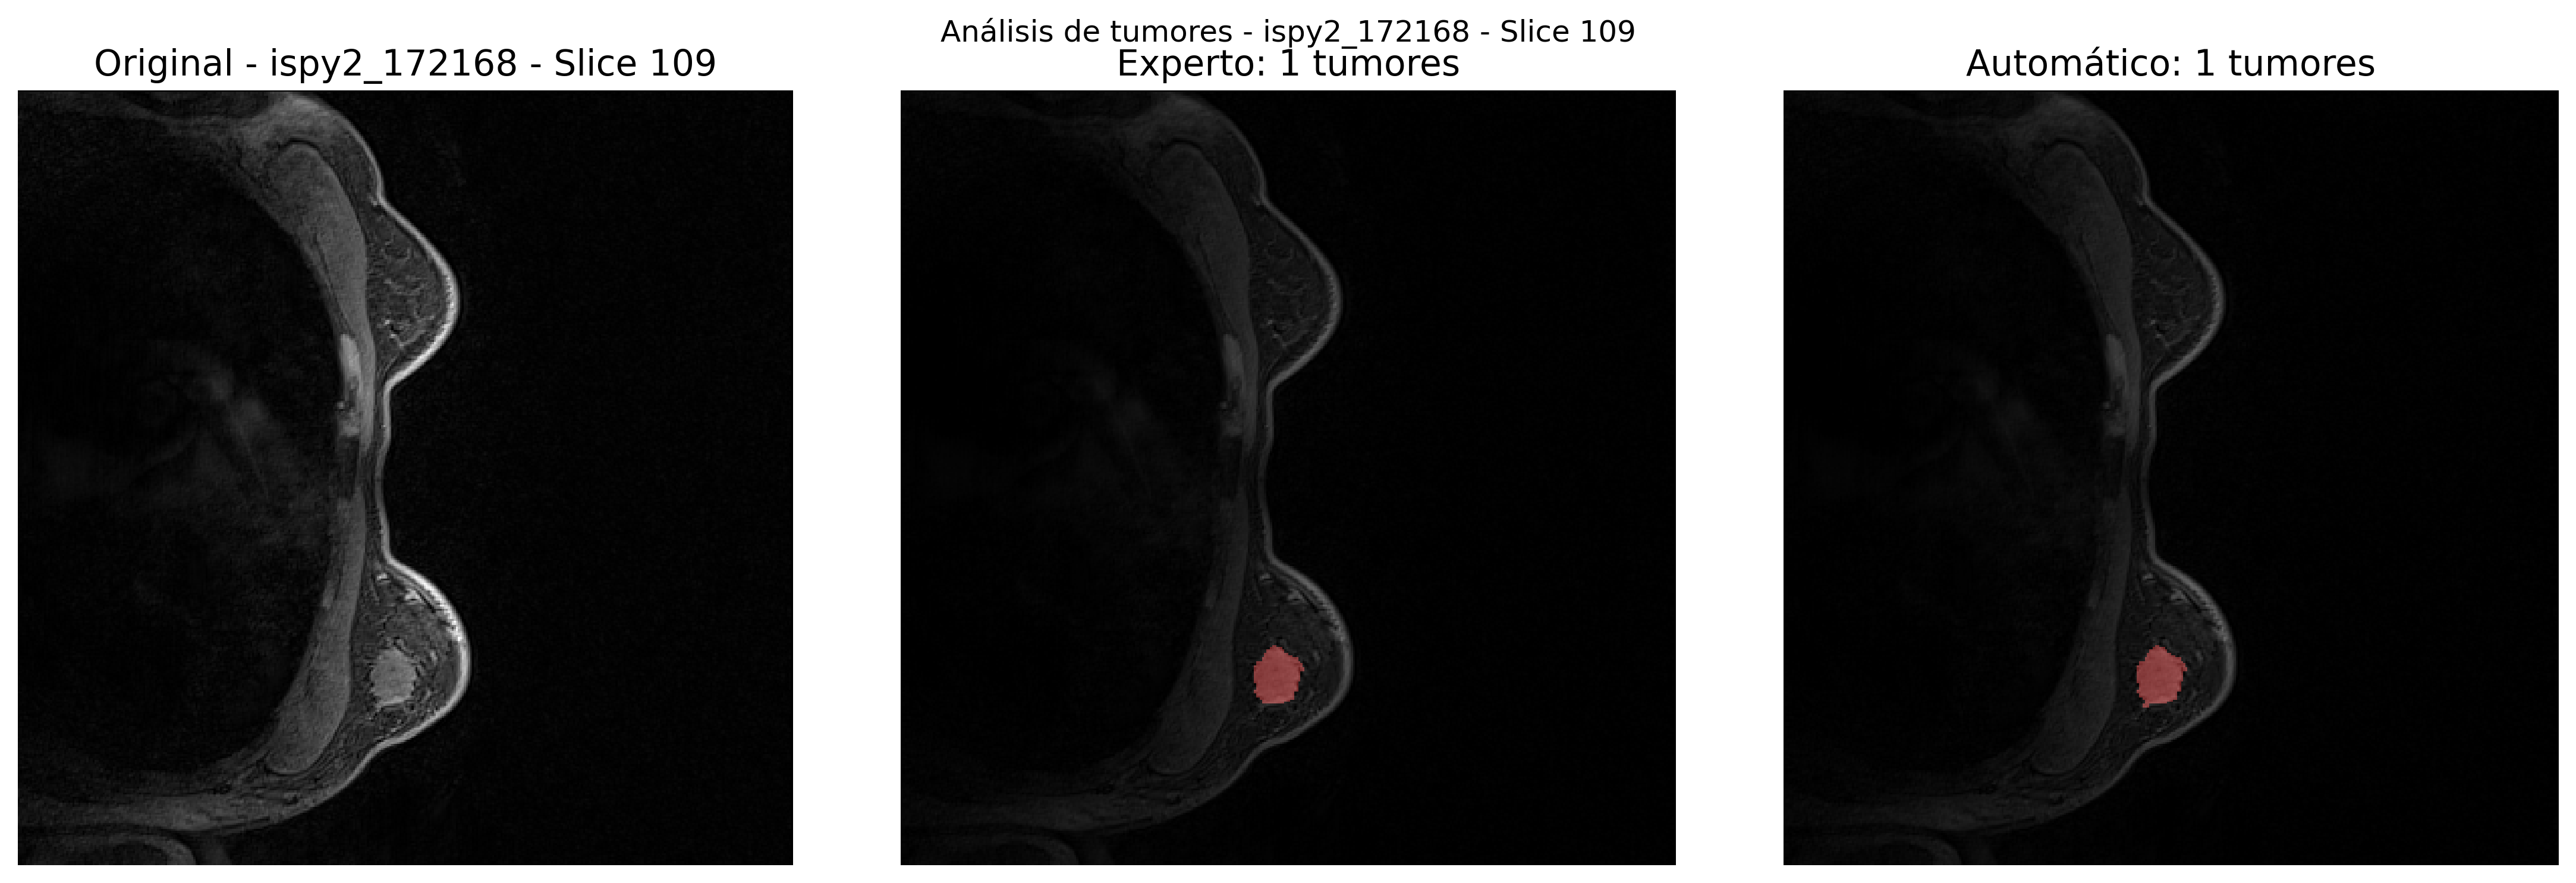 Análisis de tumores - ispy2_172168 - Slice 109
Original - ispy2_172168 - Slice 109
Experto: 1 tumores
Automático: 1 tumores